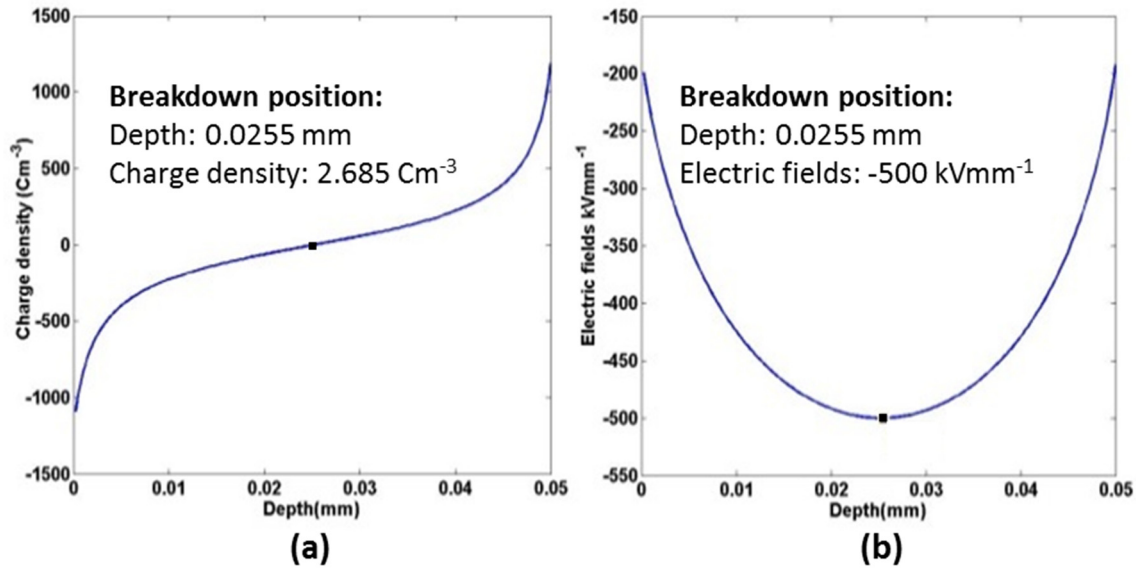 1500
1000
500
0
-500
-1000
-1500
Charge density (Cm-3)
Breakdown position:
Depth: 0.0255 mm
Charge density: 2.685 Cm-3
0
0.01
0.02
0.03
0.04
0.05
Depth(mm)
(a)
-150
-200
-250
-300
-350
-400
-450
-500
-550
Electric fields kVmm-1
Breakdown position:
Depth: 0.0255 mm
Electric fields: -500 kVmm-1
0
0.01
0.02
0.03
0.04
0.05
Depth(mm)
(b)